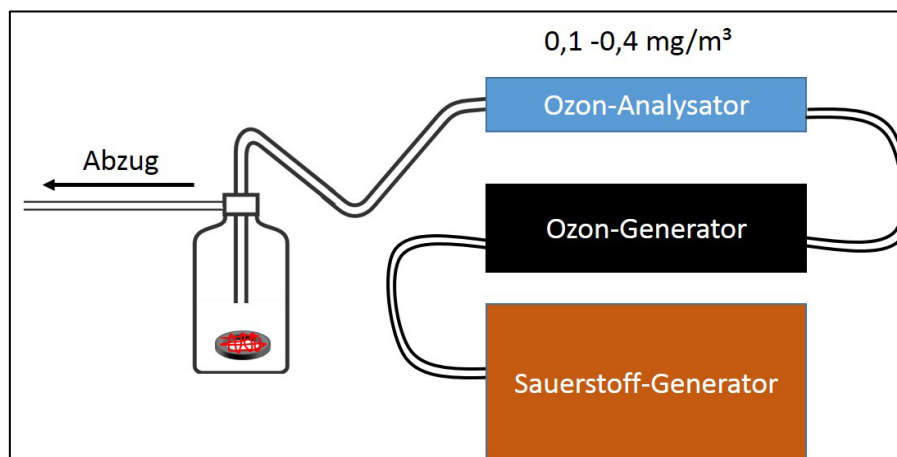 0,1 -0,4 mg/m³
Ozon-Analysator
Abzug
Ozon-Generator
Sauerstoff-Generator